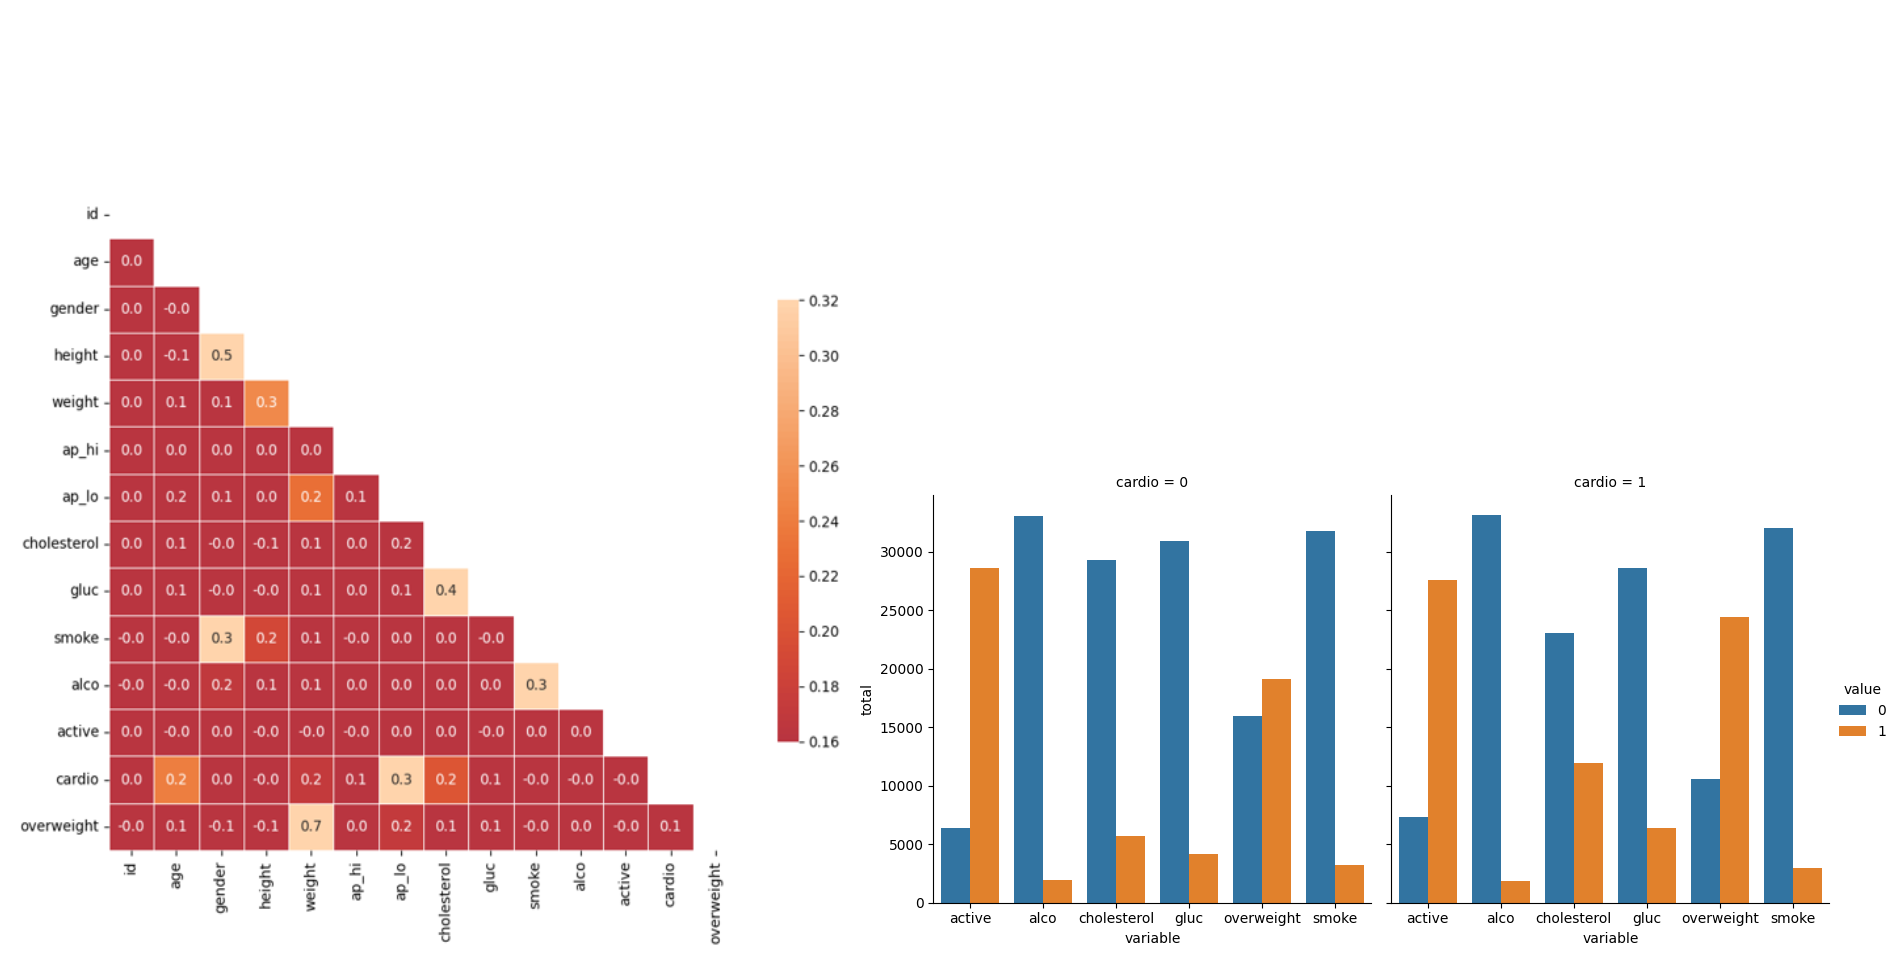 id
age 0.0
gender 0.0 -0.0
height 0.0 -0.1 0.5
weight 0.0 0.1 0.1 0.3
ap_hi 0.0 0.0 0.0 0.0 0.0
ap_lo 0.0 0.2 0.1 0.0 0.2 0.1
cholesterol 0.0 0.1 -0.0 -0.1 0.1 0.0 0.2
gluc 0.0 0.1 -0.0 -0.0 0.1 0.0 0.1 0.4
smoke -0.0 -0.0 0.3 0.2 0.1 -0.0 0.0 0.0 -0.0
alco -0.0 -0.0 0.2 0.1 0.1 0.0 0.0 0.0 0.0 0.3
active 0.0 -0.0 0.0 -0.0 -0.0 -0.0 0.0 0.0 -0.0 0.0 0.0
cardio 0.0 0.2 0.0 -0.0 0.2 0.1 0.3 0.2 0.1 -0.0 -0.0 -0.0
overweight -0.0 0.1 -0.1 -0.1 0.7 0.0 0.2 0.1 0.1 -0.0 0.0 -0.0 0.1
id age gender height weight ap_hi ap_lo cholesterol gluc smoke alco active cardio overweight
0.32
0.30
0.28
0.26
0.24
0.22
0.20
0.18
0.16
cardio = 0
total
30000
25000
20000
15000
10000
5000
0
active alco cholesterol gluc overweight smoke
variable
cardio = 1
active alco cholesterol gluc overweight smoke
variable
value
0
1